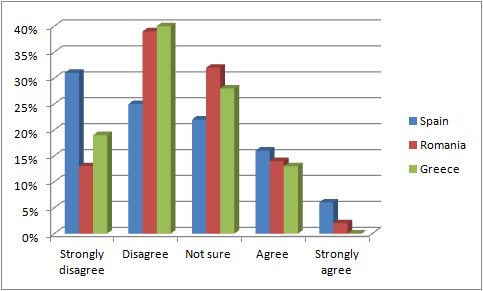 40%
35%
30%
25%
20%
15%
10%
5%
0%
Strongly
disagree
Disagree
Not sure
Agree
Strongly
agree
Spain
Romania
Greece